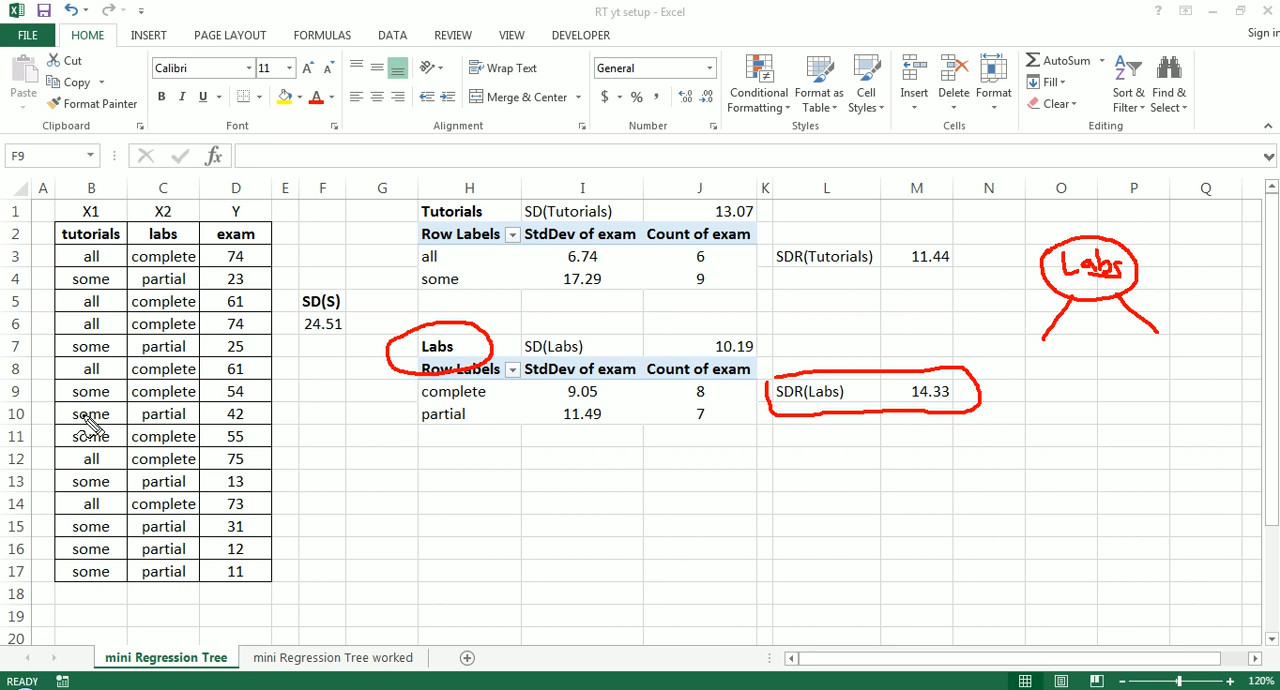 RT yt setup - Excel
?
FILE HOME INSERT PAGE LAYOUT FORMULAS DATA REVIEW VIEW DEVELOPER Sign in
Paste Cut Copy Format Painter Clipboard
Calibri 11 A A B I U A Font
Wrap Text Merge & Center Alignment
General $ % , .0 .00 .00 .0 Number
Conditional Formatting Format as Table Cell Styles Styles
Insert Delete Format Cells
AutoSum Fill Clear Sort & Filter Find & Select Editing
F9 fx
A B C D E F G H I J K L M N O P Q
1 X1 X2 Y Tutorials SD(Tutorials) 13.07
2 tutorials labs exam Row Labels StdDev of exam Count of exam
3 all complete 74 all 6.74 6 SDR(Tutorials) 11.44 Labs
4 some partial 23 some 17.29 9
5 all complete 61 SD(S)
6 all complete 74 24.51
7 some partial 25 Labs SD(Labs) 10.19
8 all complete 61 Row Labels StdDev of exam Count of exam
9 some complete 54 complete 9.05 8 SDR(Labs) 14.33
10 some partial 42 partial 11.49 7
11 some complete 55
12 all complete 75
13 some partial 13
14 all complete 73
15 some partial 31
16 some partial 12
17 some partial 11
18
19
20
mini Regression Tree mini Regression Tree worked
READY 120%